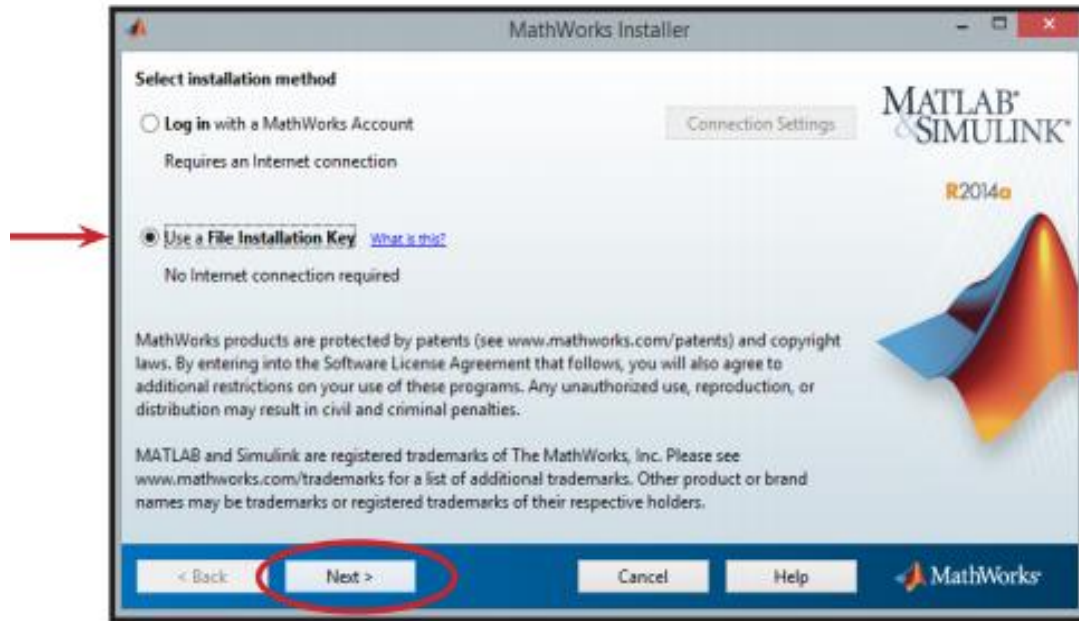 MathWorks Installer
Select installation method
Log in with a MathWorks Account
Connection Settings
Requires an Internet connection
Use a File Installation Key What is this?
No Internet connection required
MathWorks products are protected by patents (see www.mathworks.com/patents) and copyright
laws. By entering into the Software License Agreement that follows, you will also agree to
additional restrictions on your use of these programs. Any unauthorized use, reproduction, or
distribution may result in civil and criminal penalties.
MATLAB and Simulink are registered trademarks of The MathWorks, Inc. Please see
www.mathworks.com/trademarks for a list of additional trademarks. Other product or brand
names may be trademarks or registered trademarks of their respective holders.
MATLAB®
&SIMULINK®
R2014a
< Back
Next >
Cancel
Help
MathWorks®